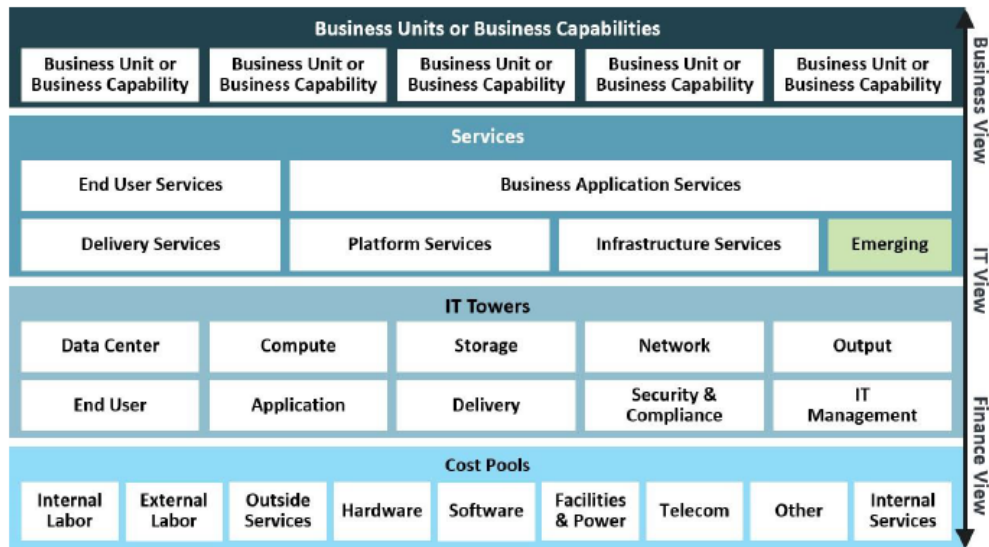 Business Units or Business Capabilities
Business Unit or
Business Capability
Business Unit or
Business Capability
Business Unit or
Business Capability
Business Unit or
Business Capability
Business Unit or
Business Capability
Services
End User Services
Business Application Services
Delivery Services
Platform Services
Infrastructure Services
Emerging
IT Towers
Data Center
Compute
Storage
Network
Output
End User
Application
Delivery
Security &
Compliance
IT
Management
Cost Pools
Internal
Labor
External
Labor
Outside
Services
Hardware
Software
Facilities
& Power
Telecom
Other
Internal
Services
Business View
IT View
Finance View